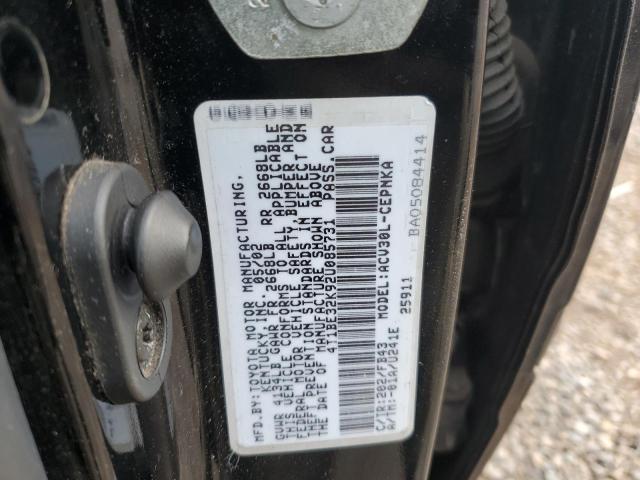 MFD.BY:TOYOTA MOTOR MANUFACTURING,
KENTUCKY, INC. 05/02
GVWR 4134LB GAWR FR 2668LB RR 2668LB
THIS VEHICLE CONFORMS TO ALL APPLICABLE
FEDERAL MOTOR VEHICLE SAFETY, BUMPER AND
THEFT PREVENTION STANDARDS IN EFFECT ON
THE DATE OF MANUFACTURE SHOWN ABOVE.
4T1BE32K92U085731 PASS.CAR
MODEL:ACV30L-CEPNKA
25911
C/TR:202/FB43
A/TM:-01A/U241E
BA05084414